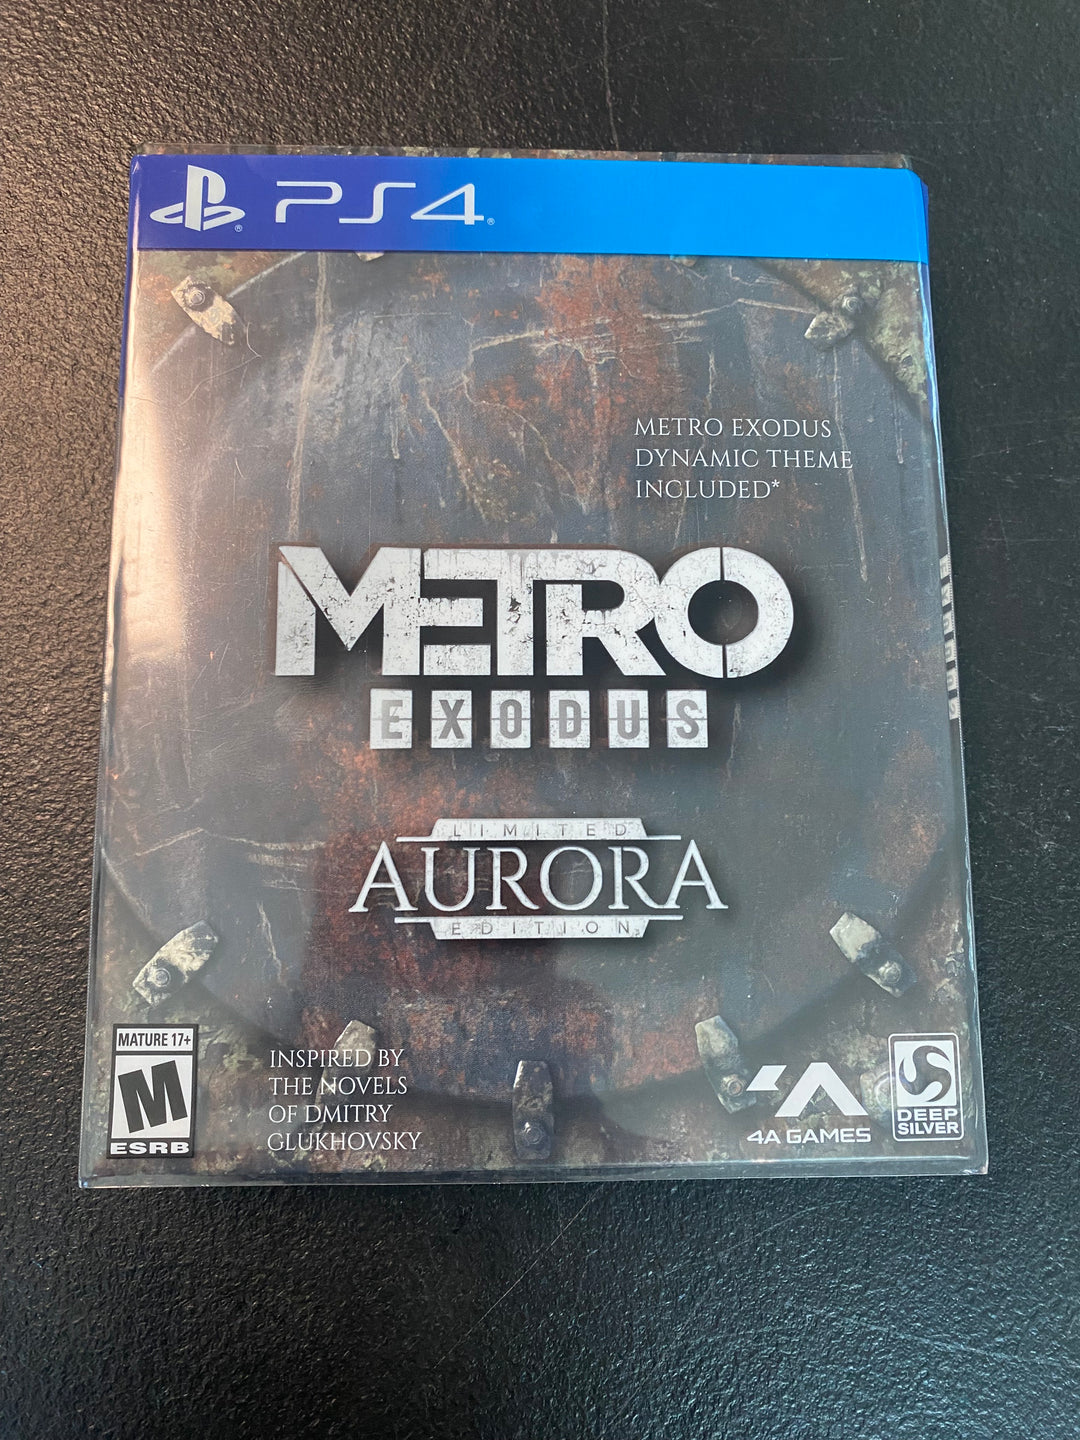 PS4
METRO EXODUS
DYNAMIC THEME
INCLUDED*
METRO
EXODUS
LIMITED
AURORA
EDITION
MATURE 17+
M
ESRB
INSPIRED BY
THE NOVELS
OF DMITRY
GLUKHOVSKY
4A GAMES
DEEP
SILVER